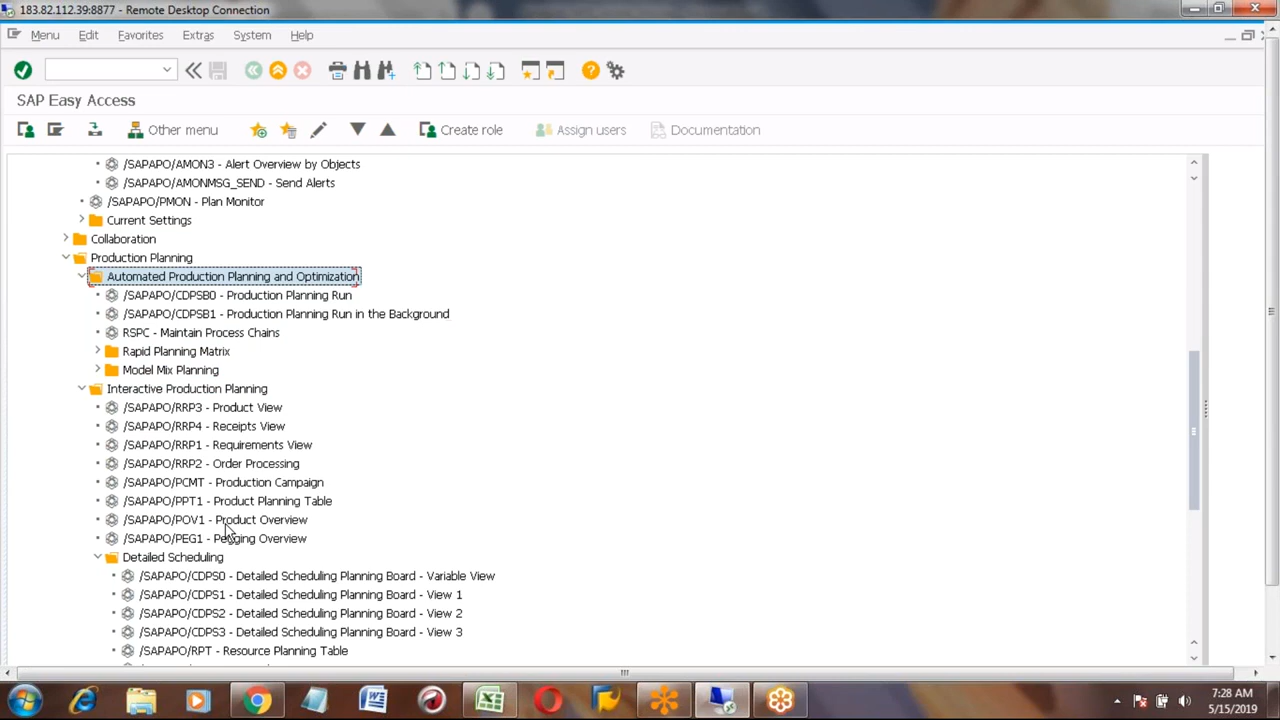 183.82.112.39:8877 - Remote Desktop Connection
Menu Edit Favorites Extras System Help
SAP Easy Access
Other menu Create role Assign users Documentation
/SAPAPO/AMON3 - Alert Overview by Objects
/SAPAPO/AMONMSG_SEND - Send Alerts
/SAPAPO/PMON - Plan Monitor
Current Settings
Collaboration
Production Planning
Automated Production Planning and Optimization
/SAPAPO/CDPSB0 - Production Planning Run
/SAPAPO/CDPSB1 - Production Planning Run in the Background
RSPC - Maintain Process Chains
Rapid Planning Matrix
Model Mix Planning
Interactive Production Planning
/SAPAPO/RRP3 - Product View
/SAPAPO/RRP4 - Receipts View
/SAPAPO/RRP1 - Requirements View
/SAPAPO/RRP2 - Order Processing
/SAPAPO/PCMT - Production Campaign
/SAPAPO/PPT1 - Product Planning Table
/SAPAPO/POV1 - Product Overview
/SAPAPO/PEG1 - Pegging Overview
Detailed Scheduling
/SAPAPO/CDPS0 - Detailed Scheduling Planning Board - Variable View
/SAPAPO/CDPS1 - Detailed Scheduling Planning Board - View 1
/SAPAPO/CDPS2 - Detailed Scheduling Planning Board - View 2
/SAPAPO/CDPS3 - Detailed Scheduling Planning Board - View 3
/SAPAPO/RPT - Resource Planning Table
7:28 AM
5/15/2019